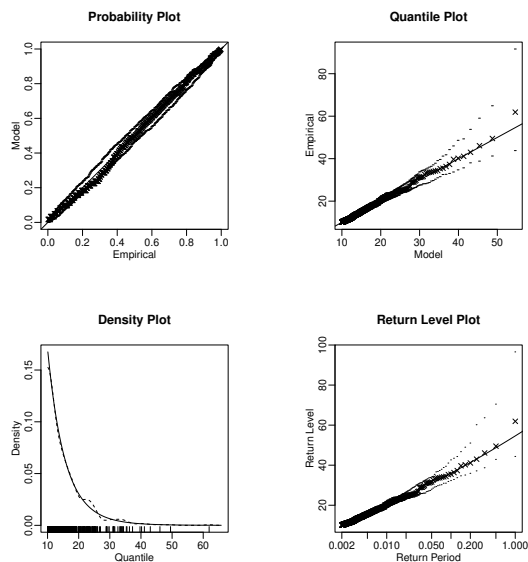 Probability Plot
Model
0.0 0.2 0.4 0.6 0.8 1.0
0.0 0.2 0.4 0.6 0.8 1.0
Empirical
Quantile Plot
Empirical
20 40 60 80
10 20 30 40 50
Model
Density Plot
Density
0.00 0.05 0.10 0.15
10 20 30 40 50 60
Quantile
Return Level Plot
Return Level
20 40 60 80 100
0.002 0.010 0.050 0.200 1.000
Return Period